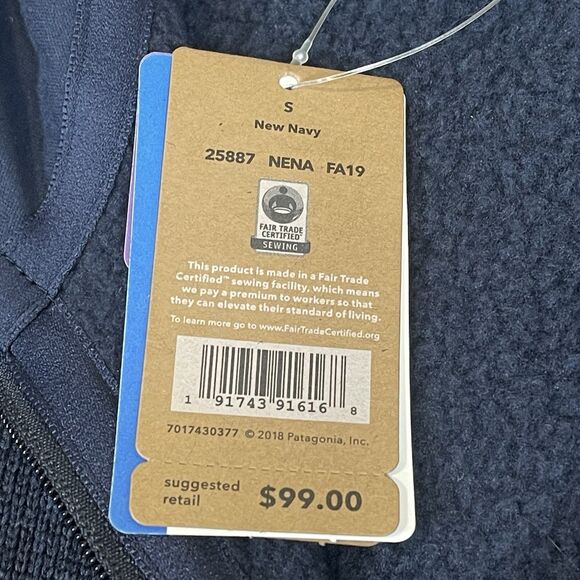 S
New Navy
25887 NENA FA19
FAIR TRADE
CERTIFIED™
SEWING
This product is made in a Fair Trade
Certified™ sewing facility, which means
we pay a premium to workers so that
they can elevate their standard of living.
To learn more go to www.FairTradeCertified.org
1 91743 91616 8
7017430377 © 2018 Patagonia, Inc.
suggested
retail
$99.00